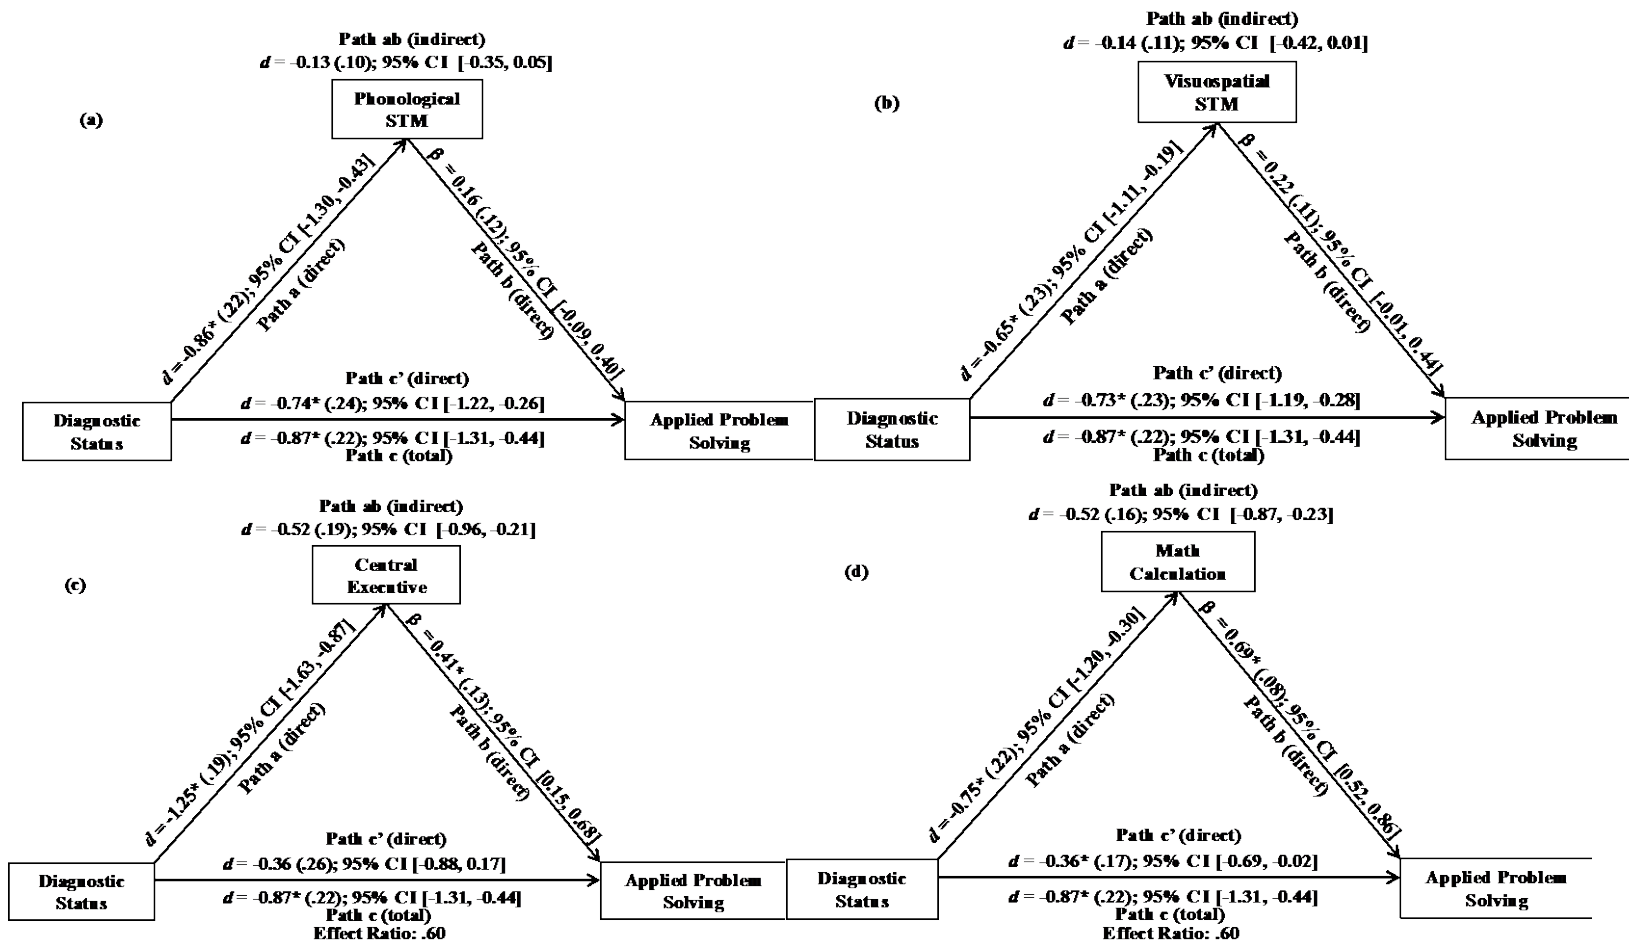 Path ab (indirect)
d = -0.13 (.10); 95% CI [-0.35, 0.05]
(a)
Phonological
STM
d = -0.86* (.22); 95% CI [-1.30, -0.43]
Path a (direct)
β = 0.16 (.12); 95% CI [-0.09, 0.40]
Path b (direct)
Path c’ (direct)
d = -0.74* (.24); 95% CI [-1.22, -0.26]
Diagnostic
Status
Applied Problem
Solving
d = -0.87* (.22); 95% CI [-1.31, -0.44]
Path c (total)
Path ab (indirect)
d = -0.14 (.11); 95% CI [-0.42, 0.01]
(b)
Visuospatial
STM
d = -0.65* (.23); 95% CI [-1.11, -0.19]
Path a (direct)
β = 0.22 (.11); 95% CI [-0.01, 0.44]
Path b (direct)
Path c’ (direct)
d = -0.73* (.23); 95% CI [-1.19, -0.28]
Diagnostic
Status
Applied Problem
Solving
d = -0.87* (.22); 95% CI [-1.31, -0.44]
Path c (total)
Path ab (indirect)
d = -0.52 (.19); 95% CI [-0.96, -0.21]
(c)
Central
Executive
d = -1.25* (.19); 95% CI [-1.63, -0.87]
Path a (direct)
β = 0.41* (.13); 95% CI [0.15, 0.68]
Path b (direct)
Path c’ (direct)
d = -0.36 (.26); 95% CI [-0.88, 0.17]
Diagnostic
Status
Applied Problem
Solving
d = -0.87* (.22); 95% CI [-1.31, -0.44]
Path c (total)
Effect Ratio: .60
Path ab (indirect)
d = -0.52 (.16); 95% CI [-0.87, -0.23]
(d)
Math
Calculation
d = -0.75* (.22); 95% CI [-1.20, -0.30]
Path a (direct)
β = 0.69* (.08); 95% CI [0.52, 0.86]
Path b (direct)
Path c’ (direct)
d = -0.36* (.17); 95% CI [-0.69, -0.02]
Diagnostic
Status
Applied Problem
Solving
d = -0.87* (.22); 95% CI [-1.31, -0.44]
Path c (total)
Effect Ratio: .60